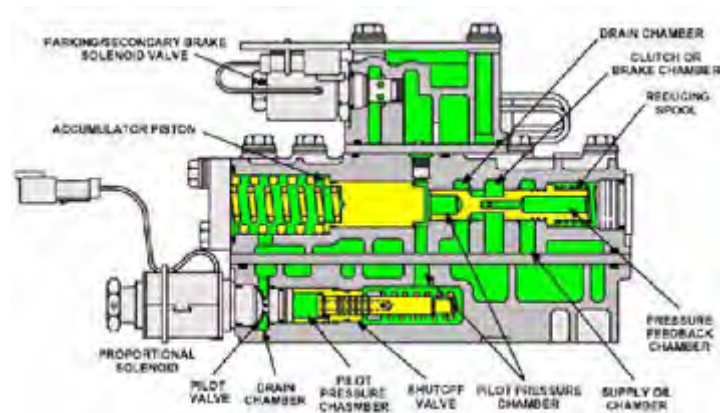 PARKING/SECONDARY BRAKE
SOLENOID VALVE
DRAIN CHAMBER
CLUTCH OR
BRAKE CHAMBER
REDUCING
SPOOL
ACCUMULATOR PISTON
PROPORTIONAL
SOLENOID
PILOT
VALVE
DRAIN
CHAMBER
PILOT
PRESSURE
CHASMBER
SHUTOFF
VALVE
PILOT PRESSURE
CHAMBER
SUPPLY OIL
CHAMBER
PRESSURE
FEEDBACK
CHAMBER